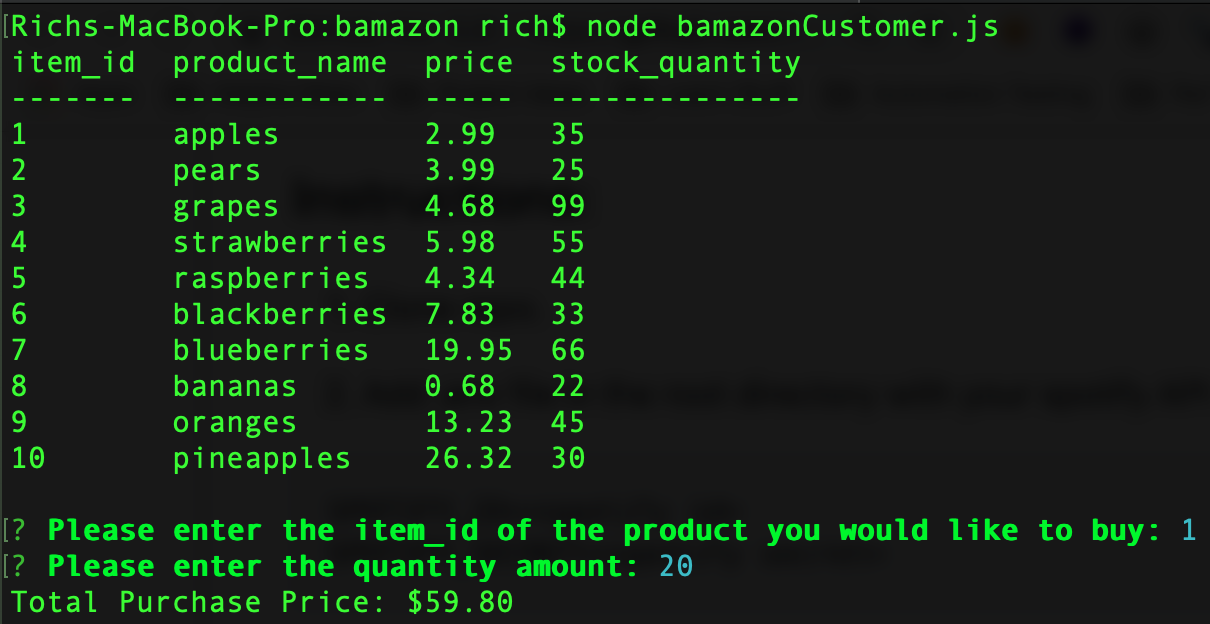 [Richs-MacBook-Pro:bamazon rich$ node bamazonCustomer.js
item_id  product_name  price  stock_quantity
-------  ------------  -----  --------------
1        apples        2.99   35
2        pears         3.99   25
3        grapes        4.68   99
4        strawberries  5.98   55
5        raspberries   4.34   44
6        blackberries  7.83   33
7        blueberries   19.95  66
8        bananas       0.68   22
9        oranges       13.23  45
10       pineapples    26.32  30
[? Please enter the item_id of the product you would like to buy: 1
[? Please enter the quantity amount: 20
Total Purchase Price: $59.80